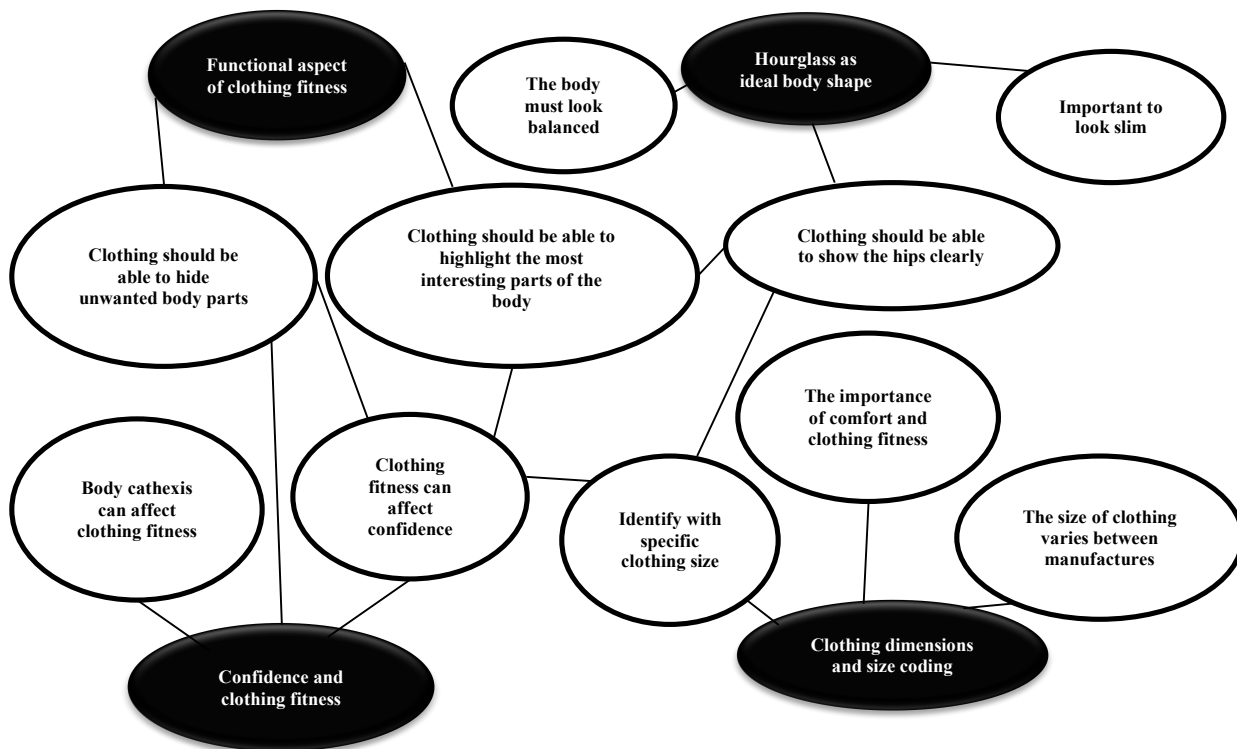 Functional aspect
of clothing fitness
Hourglass as
ideal body shape
The body
must look
balanced
Important to
look slim
Clothing should be
able to hide
unwanted body parts
Clothing should be able to
highlight the most
interesting parts of the
body
Clothing should be able
to show the hips clearly
The importance
of comfort and
clothing fitness
Body cathexis
can affect
clothing fitness
Clothing
fitness can
affect
confidence
Identify with
specific
clothing size
The size of clothing
varies between
manufactures
Confidence and
clothing fitness
Clothing dimensions
and size coding